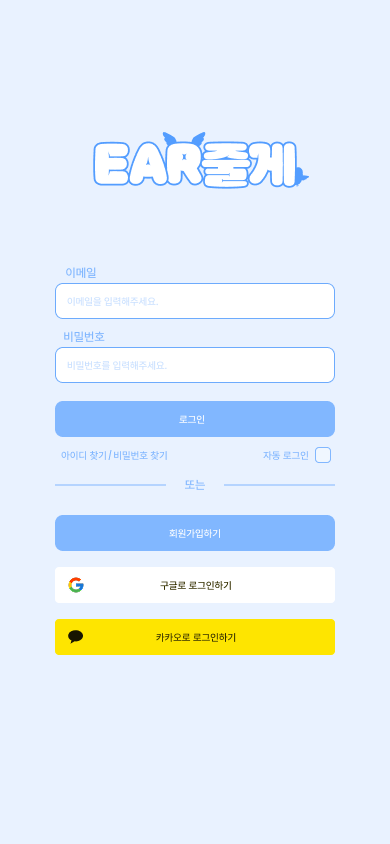 EAR줄게
이메일
이메일을 입력해주세요.
비밀번호
비밀번호를 입력해주세요.
로그인
아이디 찾기 / 비밀번호 찾기
자동 로그인
또는
회원가입하기
구글로 로그인하기
카카오로 로그인하기